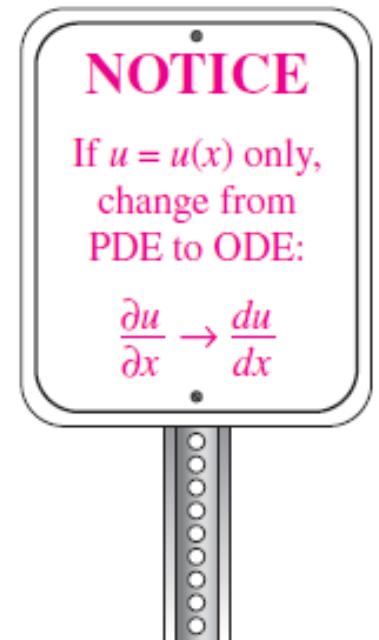 NOTICE
If u = u(x) only,
change from
PDE to ODE:
∂u/∂x → du/dx